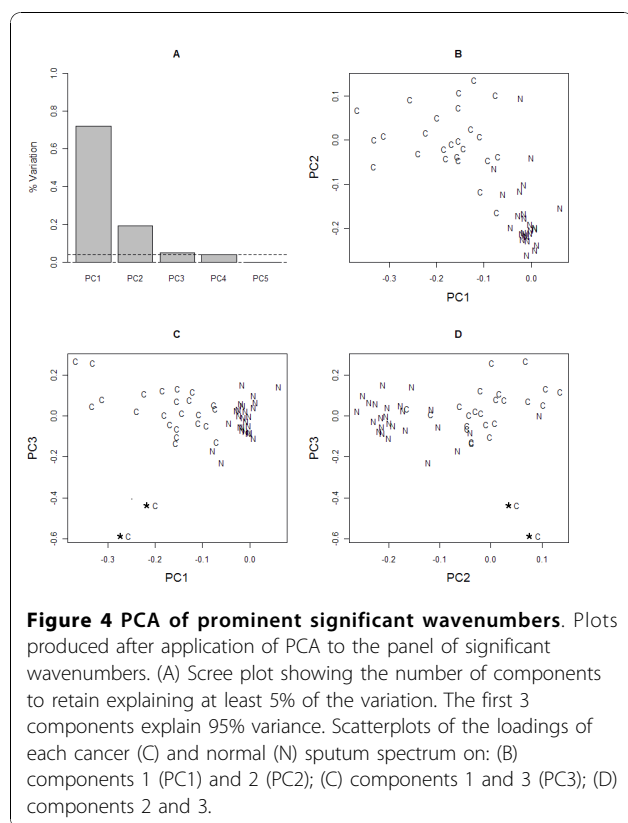 A
% Variation
1.0
0.8
0.6
0.4
0.2
0.0
PC1 PC2 PC3 PC4 PC5
B
PC2
0.1
0.0
-0.1
-0.2
-0.3 -0.2 -0.1 0.0
PC1
C
PC3
0.2
0.0
-0.2
-0.4
-0.6
* C
* C
-0.3 -0.2 -0.1 0.0
PC1
D
PC3
0.2
0.0
-0.2
-0.4
-0.6
* C
* C
-0.2 -0.1 0.0 0.1
PC2
Figure 4 PCA of prominent significant wavenumbers. Plots
produced after application of PCA to the panel of significant
wavenumbers. (A) Scree plot showing the number of components
to retain explaining at least 5% of the variation. The first 3
components explain 95% variance. Scatterplots of the loadings of
each cancer (C) and normal (N) sputum spectrum on: (B)
components 1 (PC1) and 2 (PC2); (C) components 1 and 3 (PC3); (D)
components 2 and 3.